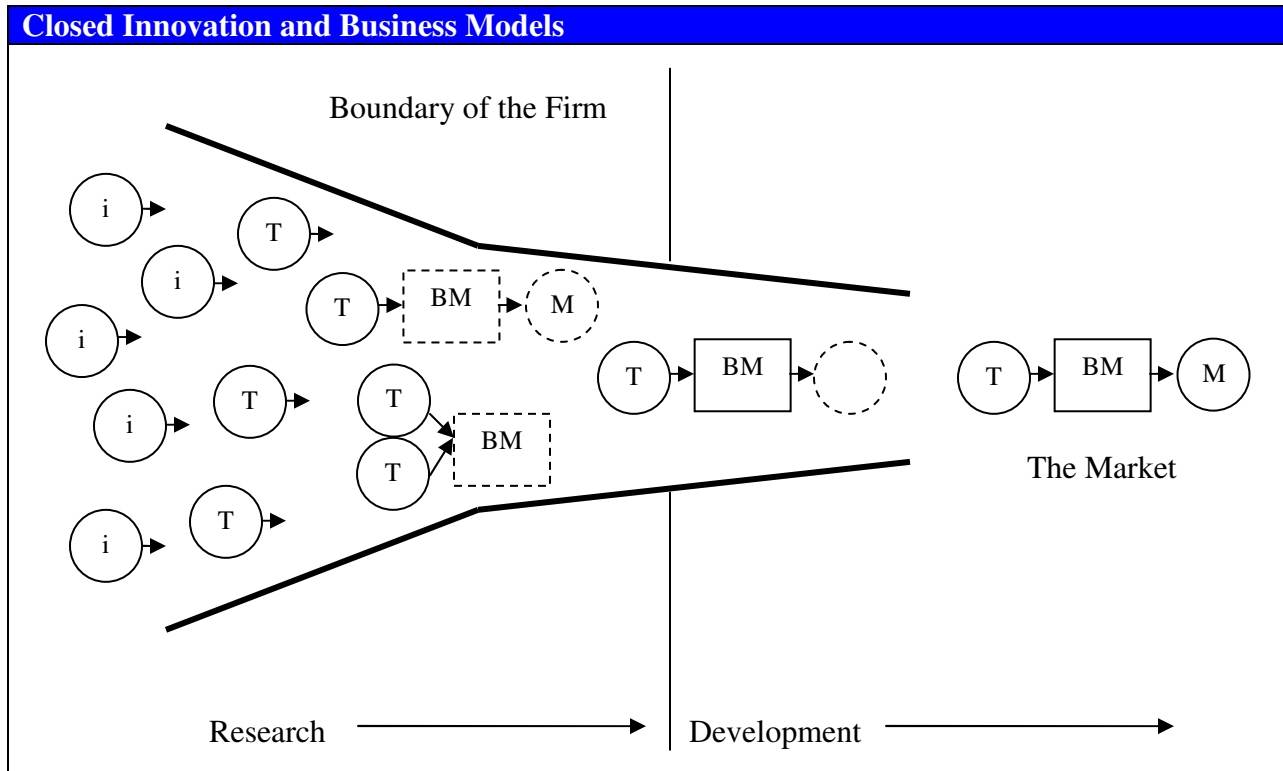 Closed Innovation and Business Models
Boundary of the Firm
i
T
i
T
BM
M
i
T
BM
T
BM
M
T
T
i
BM
T
The Market
T
i
Research
Development